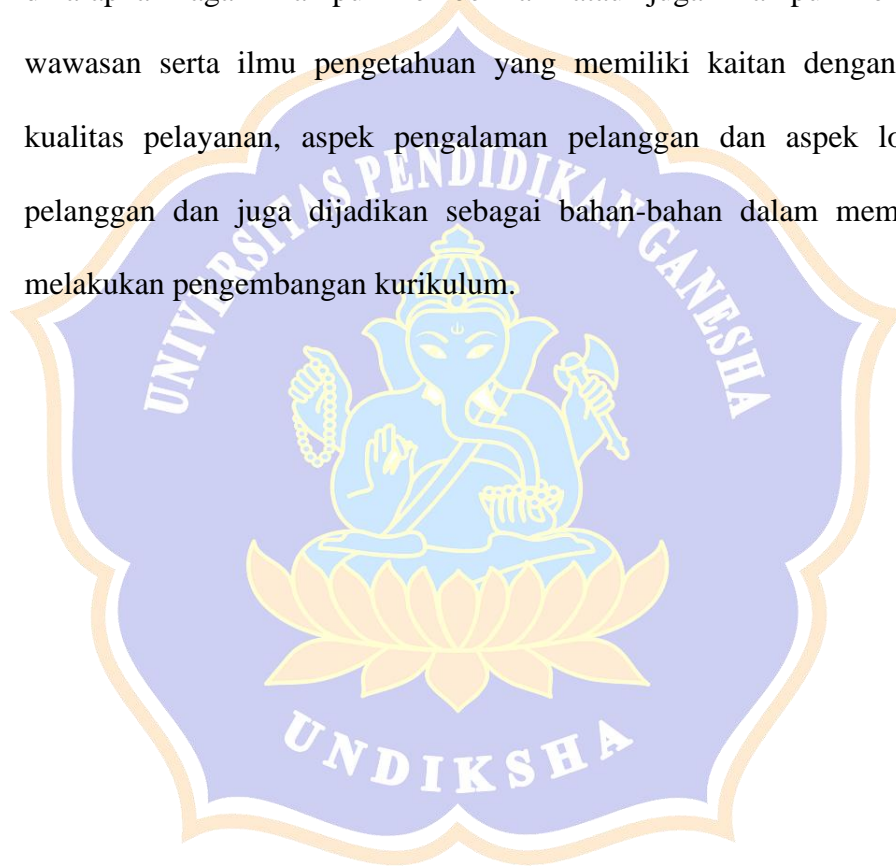 wawasan serta ilmu pengetahuan yang memiliki kaitan dengan
kualitas pelayanan, aspek pengalaman pelanggan dan aspek
pelanggan dan juga dijadikan sebagai bahan-bahan dalam
melakukan pengembangan kurikulum.
UNIVERSITAS PENDIDIKAN GANESHA
UNDIKSHA